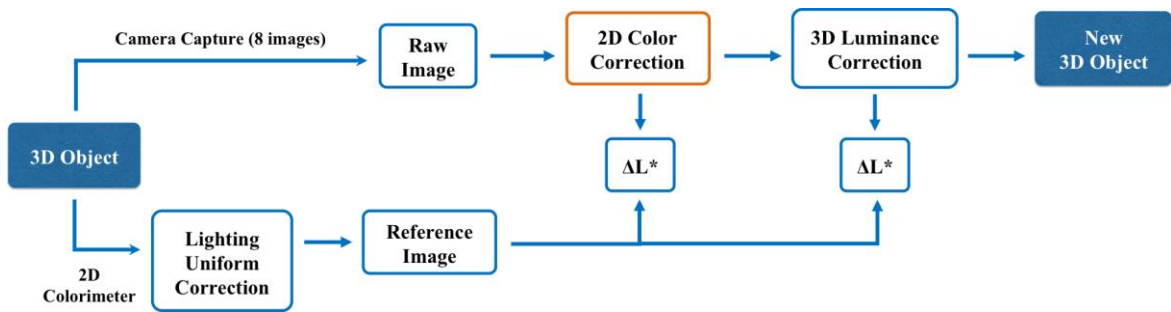 Camera Capture (8 images)
Raw
Image
2D Color
Correction
3D Luminance
Correction
New
3D Object
3D Object
ΔL*
ΔL*
Lighting
Uniform
Correction
Reference
Image
2D
Colorimeter